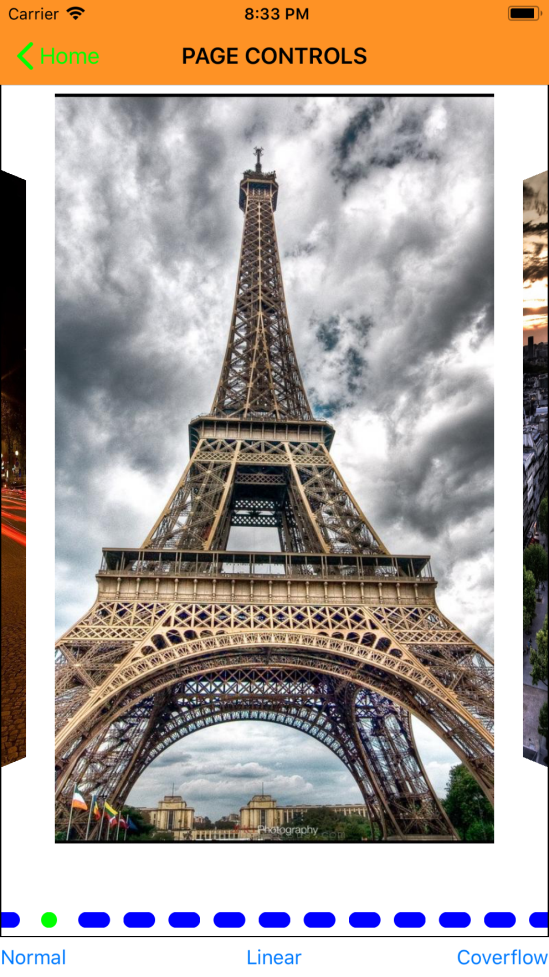 Carrier 8:33 PM
Home PAGE CONTROLS
Photography
Normal Linear Coverflow